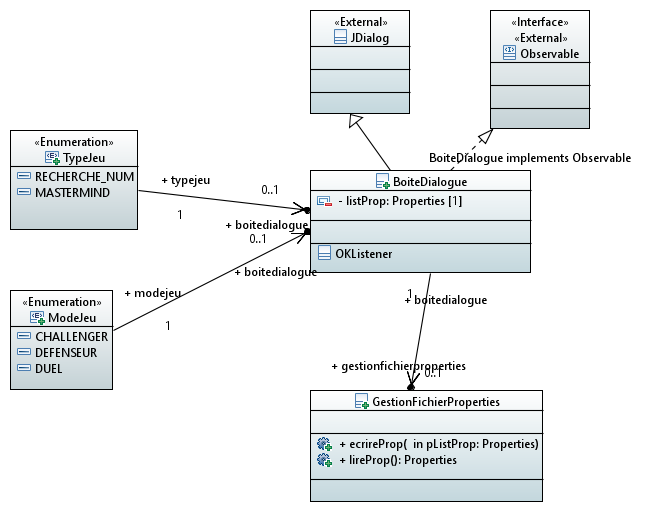 «External»
JDialog
«Interface»
«External»
Observable
BoiteDialogue implements Observable
«Enumeration»
TypeJeu
RECHERCHE_NUM
MASTERMIND
+ typejeu
0..1
1
+ boitedialogue
BoiteDialogue
- listProp: Properties [1]
OKListener
0..1
+ boitedialogue
+ modejeu
1
«Enumeration»
ModeJeu
CHALLENGER
DEFENSEUR
DUEL
1
+ boitedialogue
+ gestionfichierproperties
0..1
GestionFichierProperties
+ ecrireProp( in pListProp: Properties)
+ lireProp(): Properties